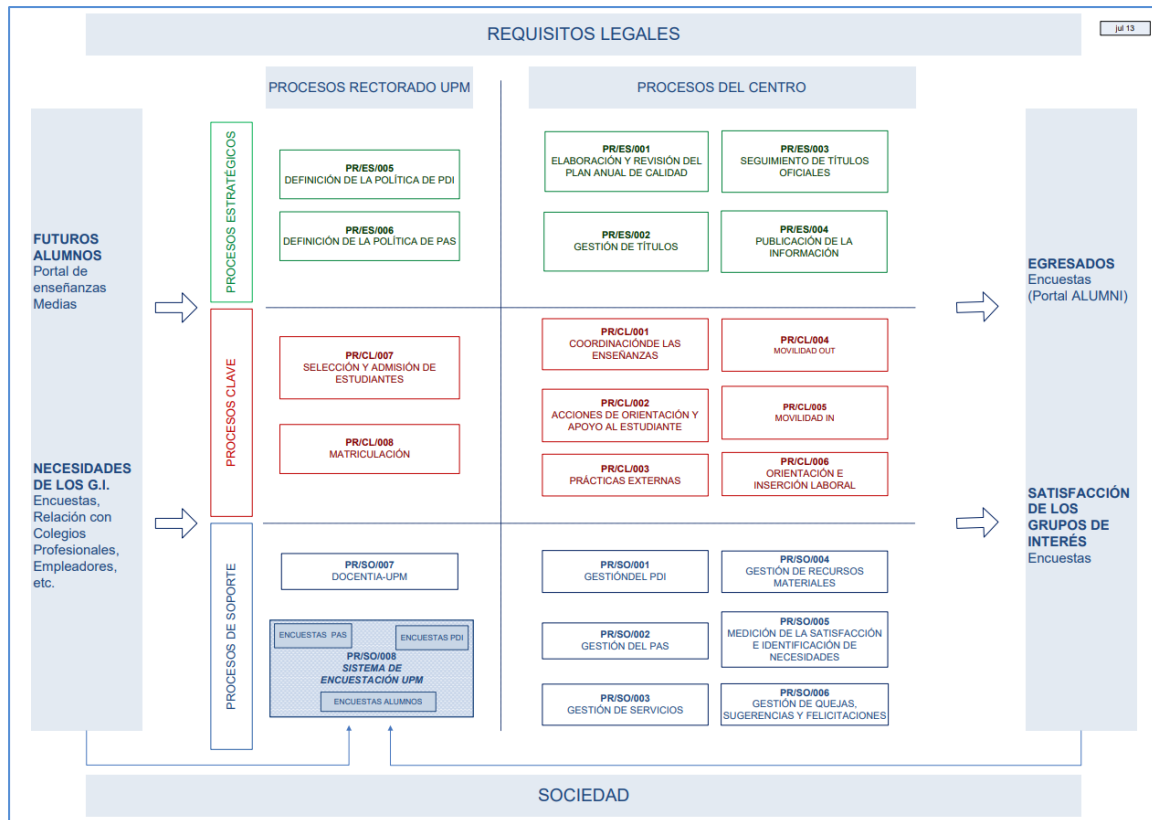 REQUISITOS LEGALES
jul 13
PROCESOS RECTORADO UPM
PROCESOS DEL CENTRO
FUTUROS
ALUMNOS
Portal de
enseñanzas
Medias
NECESIDADES
DE LOS G.I.
Encuestas,
Relación con
Colegios
Profesionales,
Empleadores,
etc.
PROCESOS ESTRATÉGICOS
PR/ES/005
DEFINICIÓN DE LA POLÍTICA DE PDI
PR/ES/006
DEFINICIÓN DE LA POLÍTICA DE PAS
PR/ES/001
ELABORACIÓN Y REVISIÓN DEL
PLAN ANUAL DE CALIDAD
PR/ES/003
SEGUIMIENTO DE TÍTULOS
OFICIALES
PR/ES/002
GESTIÓN DE TÍTULOS
PR/ES/004
PUBLICACIÓN DE LA
INFORMACIÓN
PROCESOS CLAVE
PR/CL/007
SELECCIÓN Y ADMISIÓN DE
ESTUDIANTES
PR/CL/008
MATRICULACIÓN
PR/CL/001
COORDINACIÓNDE LAS
ENSEÑANZAS
PR/CL/004
MOVILIDAD OUT
PR/CL/002
ACCIONES DE ORIENTACIÓN Y
APOYO AL ESTUDIANTE
PR/CL/005
MOVILIDAD IN
PR/CL/003
PRÁCTICAS EXTERNAS
PR/CL/006
ORIENTACIÓN E
INSERCIÓN LABORAL
PROCESOS DE SOPORTE
PR/SO/007
DOCENTIA-UPM
ENCUESTAS PAS
ENCUESTAS PDI
PR/SO/008
SISTEMA DE
ENCUESTACIÓN UPM
ENCUESTAS ALUMNOS
PR/SO/001
GESTIÓNDEL PDI
PR/SO/004
GESTIÓN DE RECURSOS
MATERIALES
PR/SO/002
GESTIÓN DEL PAS
PR/SO/005
MEDICIÓN DE LA SATISFACCIÓN
E IDENTIFICACIÓN DE
NECESIDADES
PR/SO/003
GESTIÓN DE SERVICIOS
PR/SO/006
GESTIÓN DE QUEJAS,
SUGERENCIAS Y FELICITACIONES
EGRESADOS
Encuestas
(Portal ALUMNI)
SATISFACCIÓN
DE LOS
GRUPOS DE
INTERÉS
Encuestas
SOCIEDAD